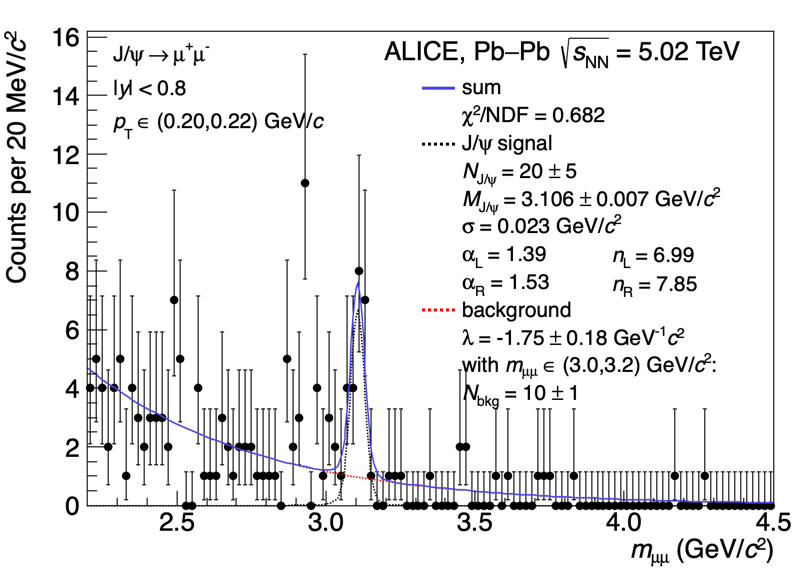 Counts per 20 MeV/c²
16
14
12
10
8
6
4
2
0
J/ψ → μ⁺μ⁻
|y| < 0.8
p_T ∈ (0.20,0.22) GeV/c
ALICE, Pb−Pb √s_NN = 5.02 TeV
sum
χ²/NDF = 0.682
J/ψ signal
N_J/ψ = 20 ± 5
M_J/ψ = 3.106 ± 0.007 GeV/c²
σ = 0.023 GeV/c²
α_L = 1.39 n_L = 6.99
α_R = 1.53 n_R = 7.85
background
λ = -1.75 ± 0.18 GeV⁻¹c²
with m_μμ ∈ (3.0,3.2) GeV/c²:
N_bkg = 10 ± 1
2.5 3.0 3.5 4.0 4.5
m_μμ (GeV/c²)